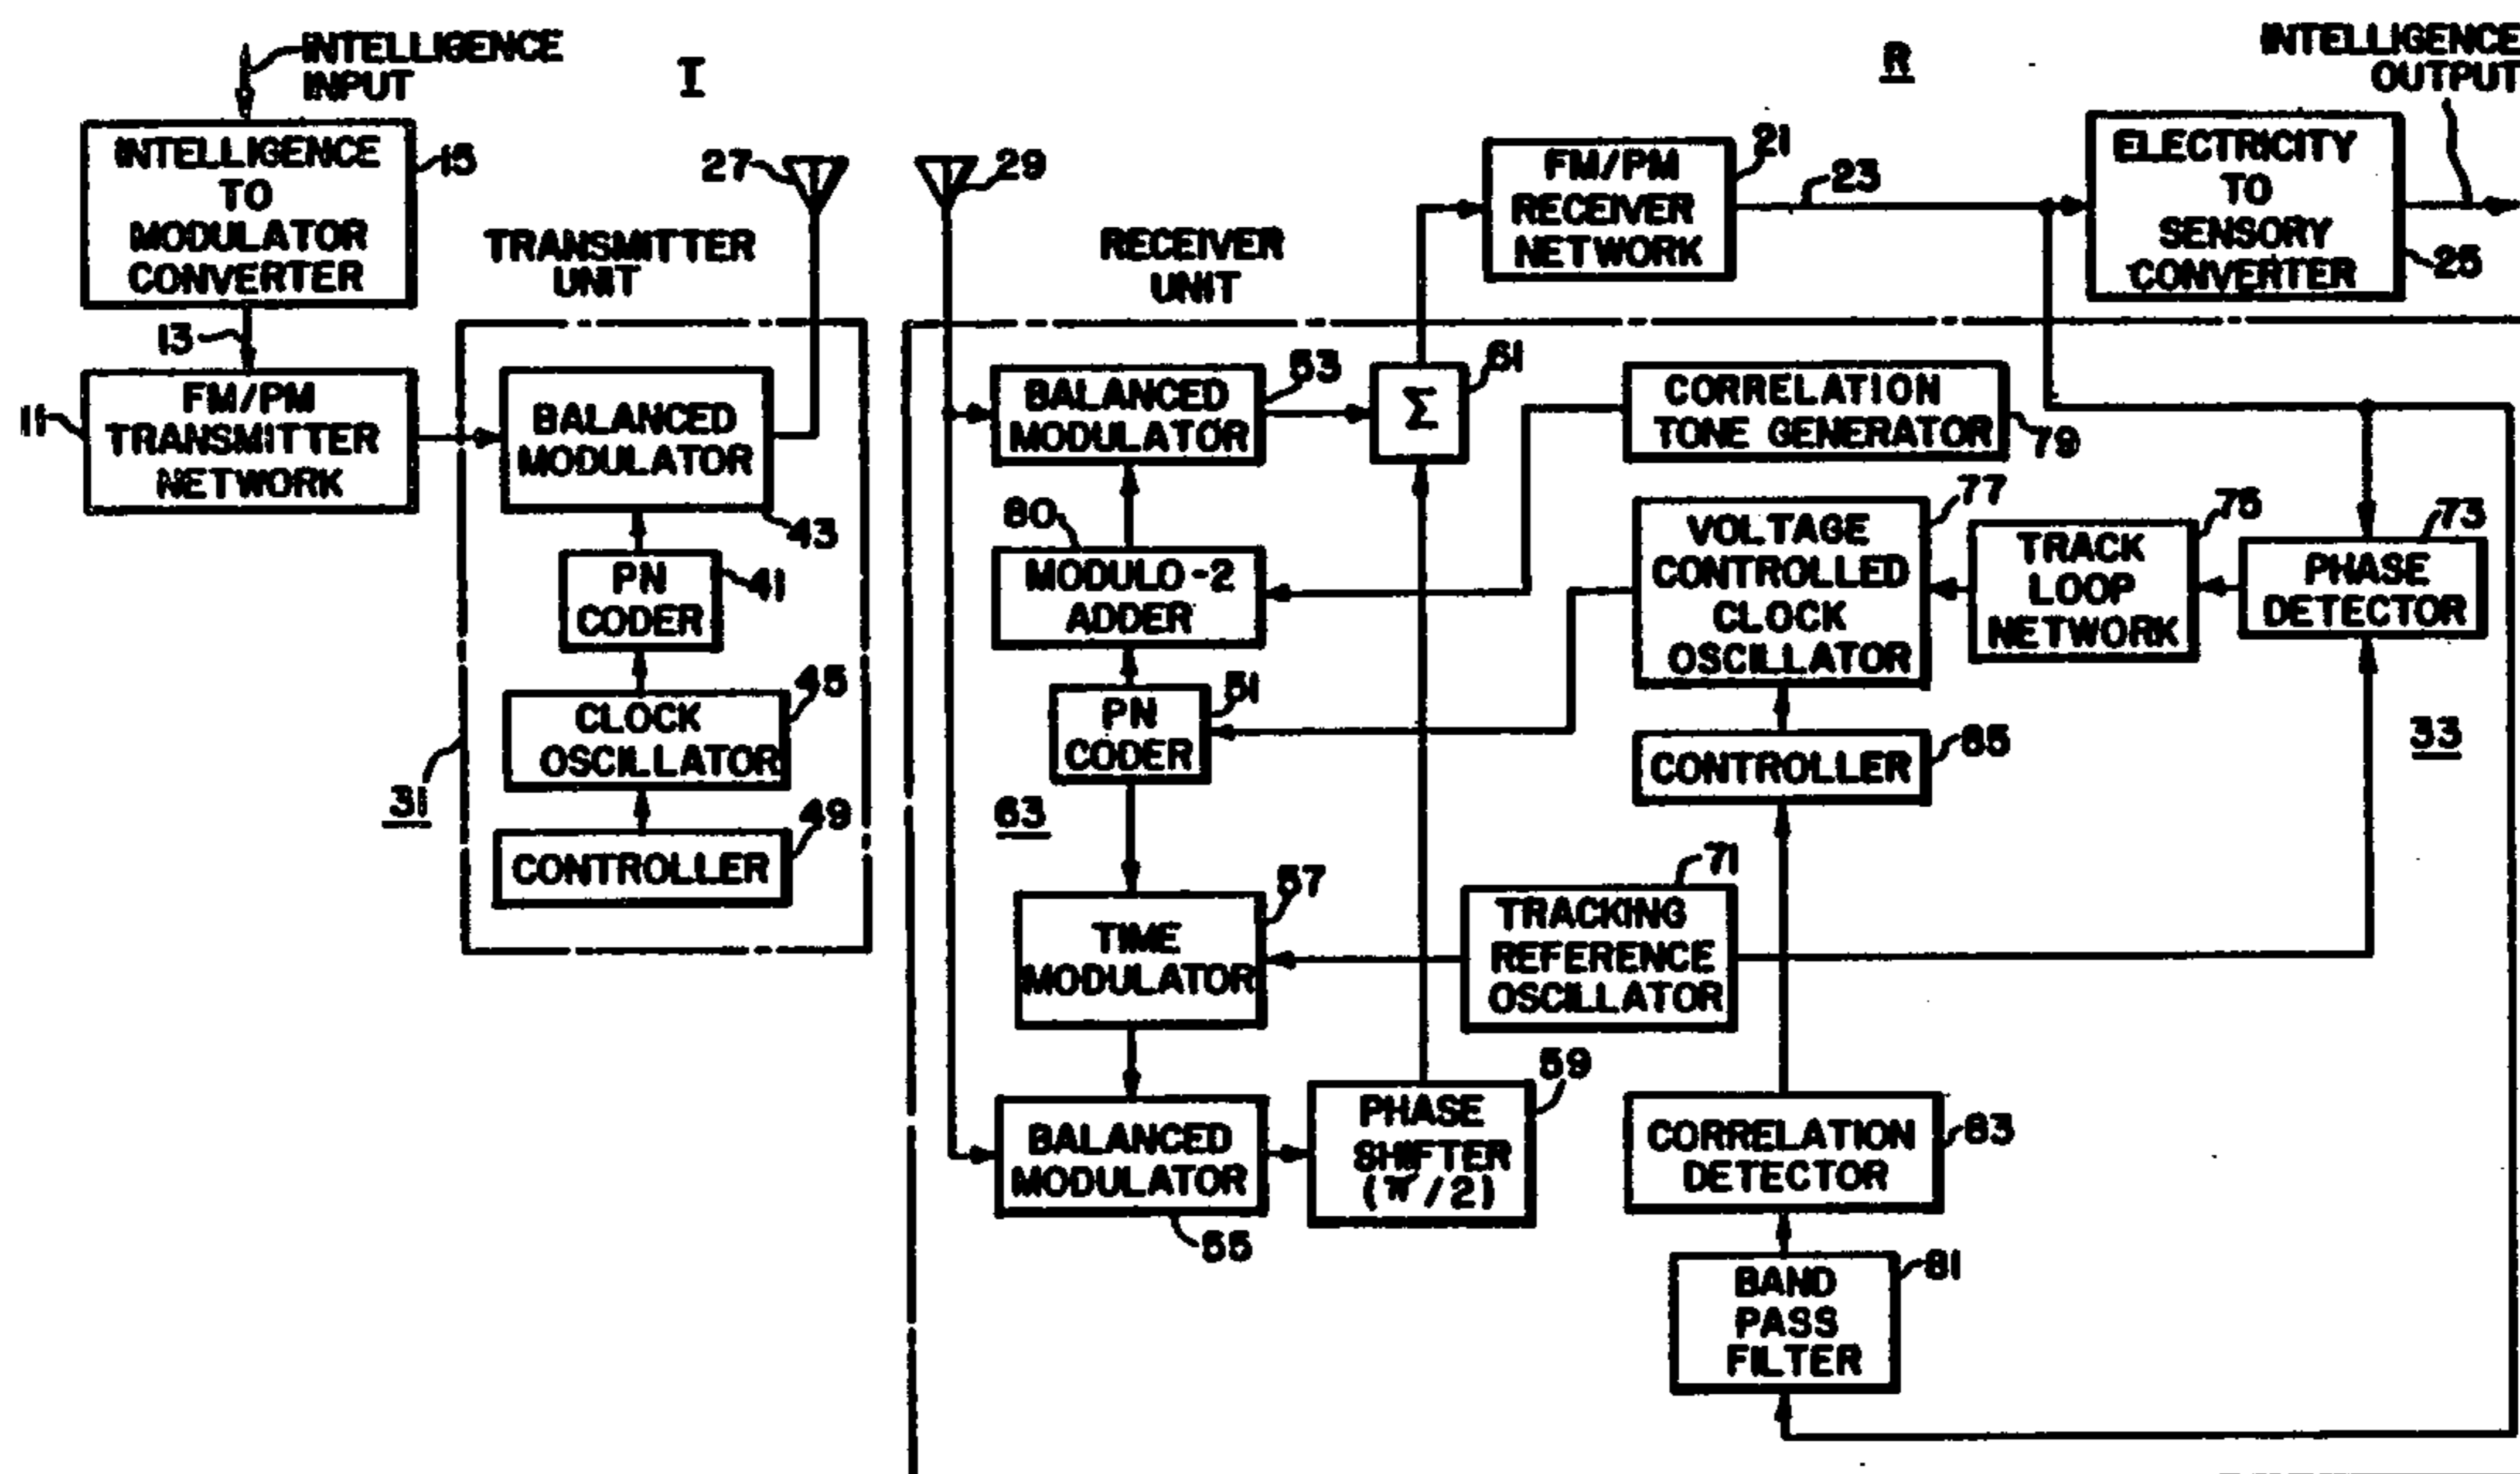 INTELLIGENCE
INPUT
I
R
INTELLIGENCE
OUTPUT
INTELLIGENCE
TO
MODULATOR
CONVERTER
15
27
29
FM/PM
RECEIVER
NETWORK
21
23
ELECTRICITY
TO
SENSORY
CONVERTER
25
TRANSMITTER
UNIT
RECEIVER
UNIT
13
11
FM/PM
TRANSMITTER
NETWORK
BALANCED
MODULATOR
43
PN
CODER
41
CLOCK
OSCILLATOR
45
CONTROLLER
49
31
BALANCED
MODULATOR
53
Σ
61
CORRELATION
TONE GENERATOR
79
80
MODULO-2
ADDER
VOLTAGE
CONTROLLED
CLOCK
OSCILLATOR
77
TRACK
LOOP
NETWORK
75
PHASE
DETECTOR
73
PN
CODER
51
CONTROLLER
85
33
63
TIME
MODULATOR
57
TRACKING
REFERENCE
OSCILLATOR
71
BALANCED
MODULATOR
55
PHASE
SHIFTER
(π/2)
59
CORRELATION
DETECTOR
83
BAND
PASS
FILTER
81